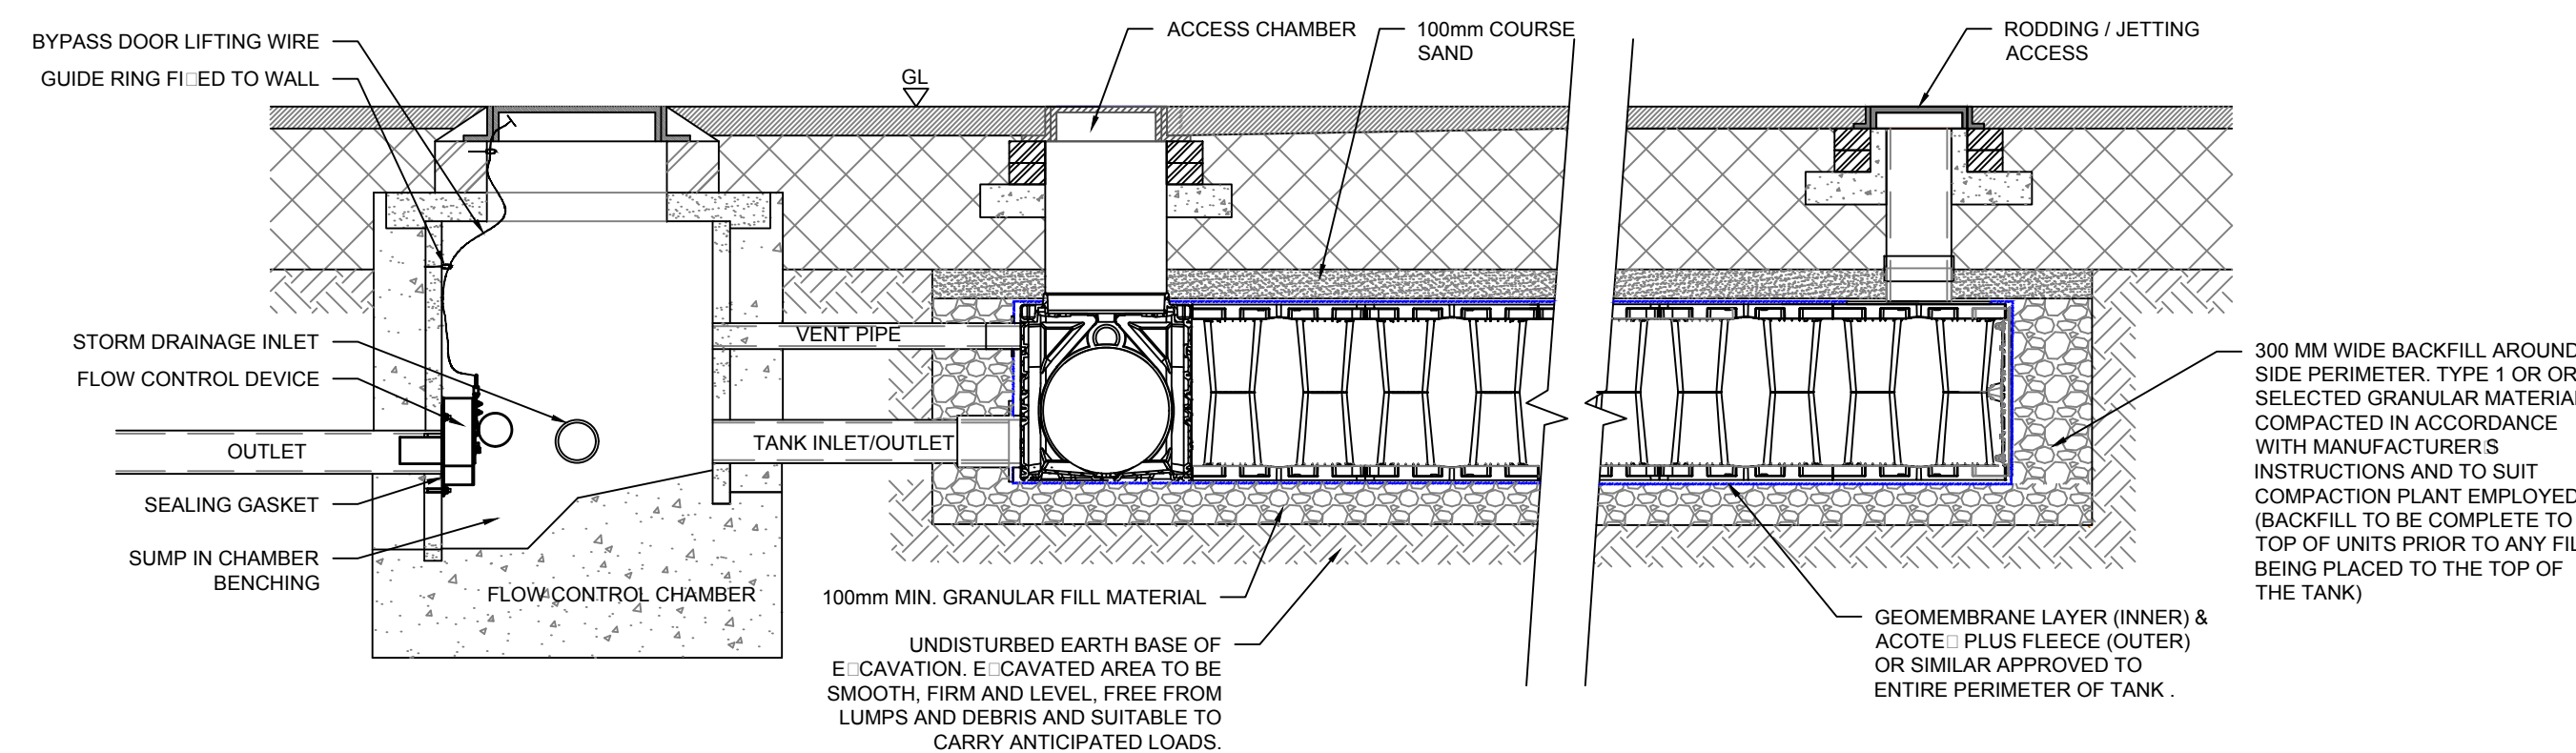 BYPASS DOOR LIFTING WIRE
GUIDE RING FI□ED TO WALL
STORM DRAINAGE INLET
FLOW CONTROL DEVICE
OUTLET
SEALING GASKET
SUMP IN CHAMBER
BENCHING
FLOW CONTROL CHAMBER
GL
ACCESS CHAMBER
100mm COURSE
SAND
VENT PIPE
TANK INLET/OUTLET
100mm MIN. GRANULAR FILL MATERIAL
UNDISTURBED EARTH BASE OF
E□CAVATION. E□CAVATED AREA TO BE
SMOOTH, FIRM AND LEVEL, FREE FROM
LUMPS AND DEBRIS AND SUITABLE TO
CARRY ANTICIPATED LOADS.
RODDING / JETTING
ACCESS
300 MM WIDE BACKFILL AROUND
SIDE PERIMETER. TYPE 1 OR OR
SELECTED GRANULAR MATERIAL
COMPACTED IN ACCORDANCE
WITH MANUFACTURER□S
INSTRUCTIONS AND TO SUIT
COMPACTION PLANT EMPLOYED
(BACKFILL TO BE COMPLETE TO
TOP OF UNITS PRIOR TO ANY FIL
BEING PLACED TO THE TOP OF
THE TANK)
GEOMEMBRANE LAYER (INNER) &
ACOTE□ PLUS FLEECE (OUTER)
OR SIMILAR APPROVED TO
ENTIRE PERIMETER OF TANK .